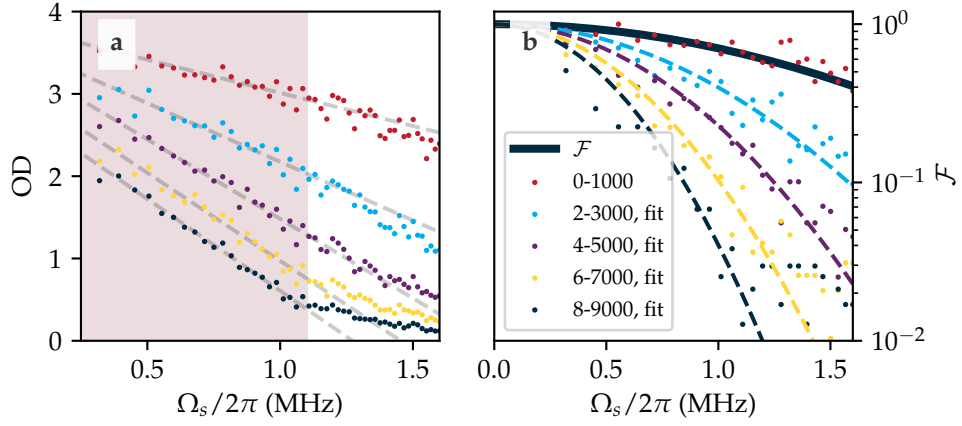 a
4
3
2
1
0
OD
0.5
1.0
1.5
Ω_s/2π (MHz)
b
10^0
10^-1
10^-2
ℱ
ℱ
0-1000
2-3000, fit
4-5000, fit
6-7000, fit
8-9000, fit
0.0
0.5
1.0
1.5
Ω_s/2π (MHz)